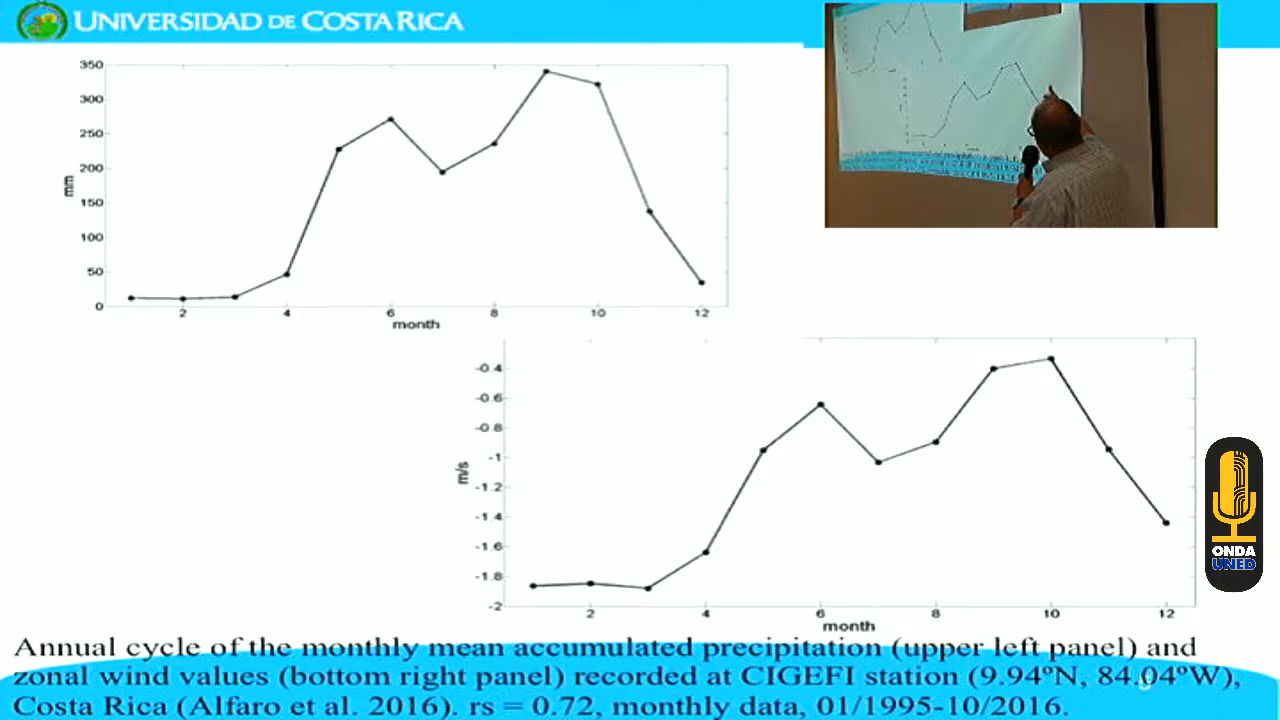 UNIVERSIDAD DE COSTA RICA
350
300
250
200
150
100
50
0
mm
2 4 6 8 10 12
month
-0.4
-0.6
-0.8
-1
-1.2
-1.4
-1.6
-1.8
-2
m/s
2 4 6 8 10 12
month
ONDA
UNED
Annual cycle of the monthly mean accumulated precipitation (upper left panel) and
zonal wind values (bottom right panel) recorded at CIGEFI station (9.94ºN, 84.04ºW),
Costa Rica (Alfaro et al. 2016). rs = 0.72, monthly data, 01/1995-10/2016.